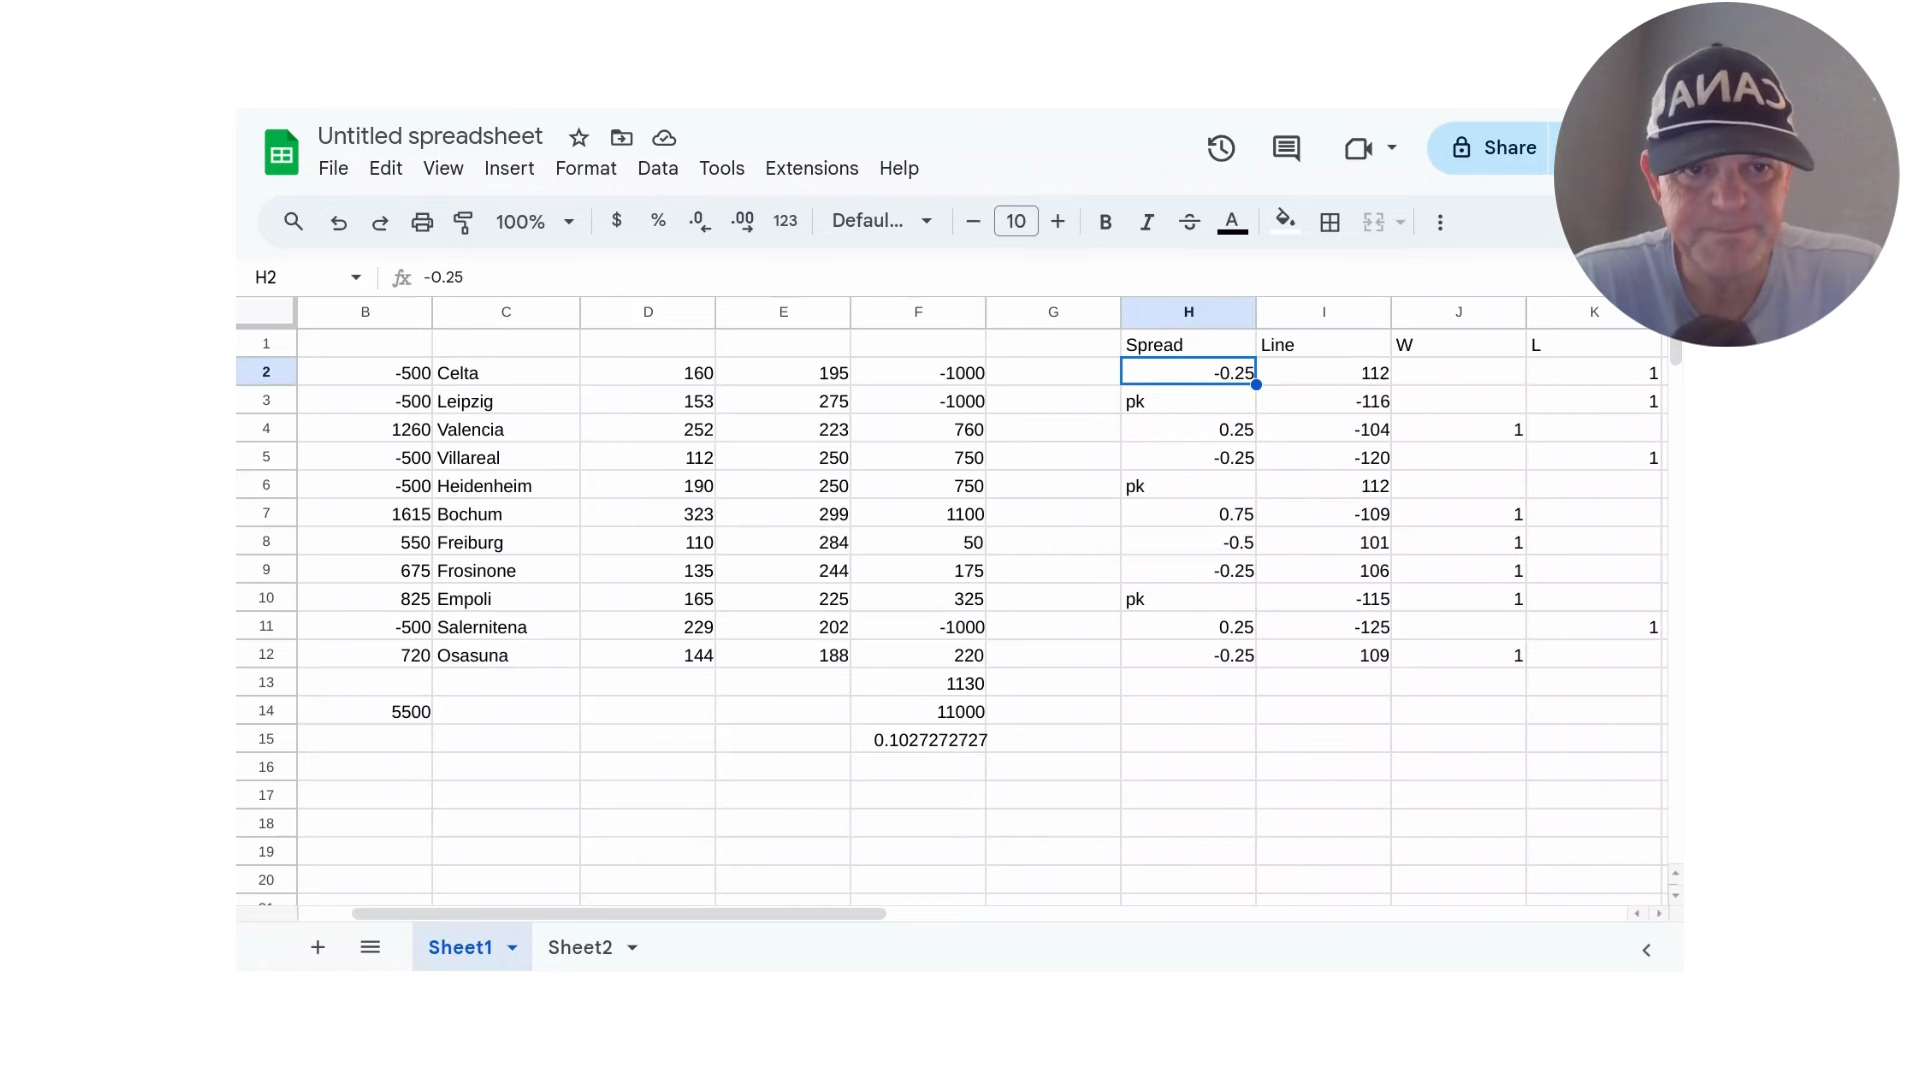 CANA
Untitled spreadsheet
Share
File Edit View Insert Format Data Tools Extensions Help
100% $ % .0 .00 123 Defaul... 10 B I S A
H2 fx -0.25
B C D E F G H I J K
1 Spread Line W L
2 -500 Celta 160 195 -1000 -0.25 112 1
3 -500 Leipzig 153 275 -1000 pk -116 1
4 1260 Valencia 252 223 760 0.25 -104 1
5 -500 Villareal 112 250 750 -0.25 -120 1
6 -500 Heidenheim 190 250 750 pk 112
7 1615 Bochum 323 299 1100 0.75 -109 1
8 550 Freiburg 110 284 50 -0.5 101 1
9 675 Frosinone 135 244 175 -0.25 106 1
10 825 Empoli 165 225 325 pk -115 1
11 -500 Salernitena 229 202 -1000 0.25 -125 1
12 720 Osasuna 144 188 220 -0.25 109 1
13 1130
14 5500 11000
15 0.1027272727
16
17
18
19
20
Sheet1 Sheet2